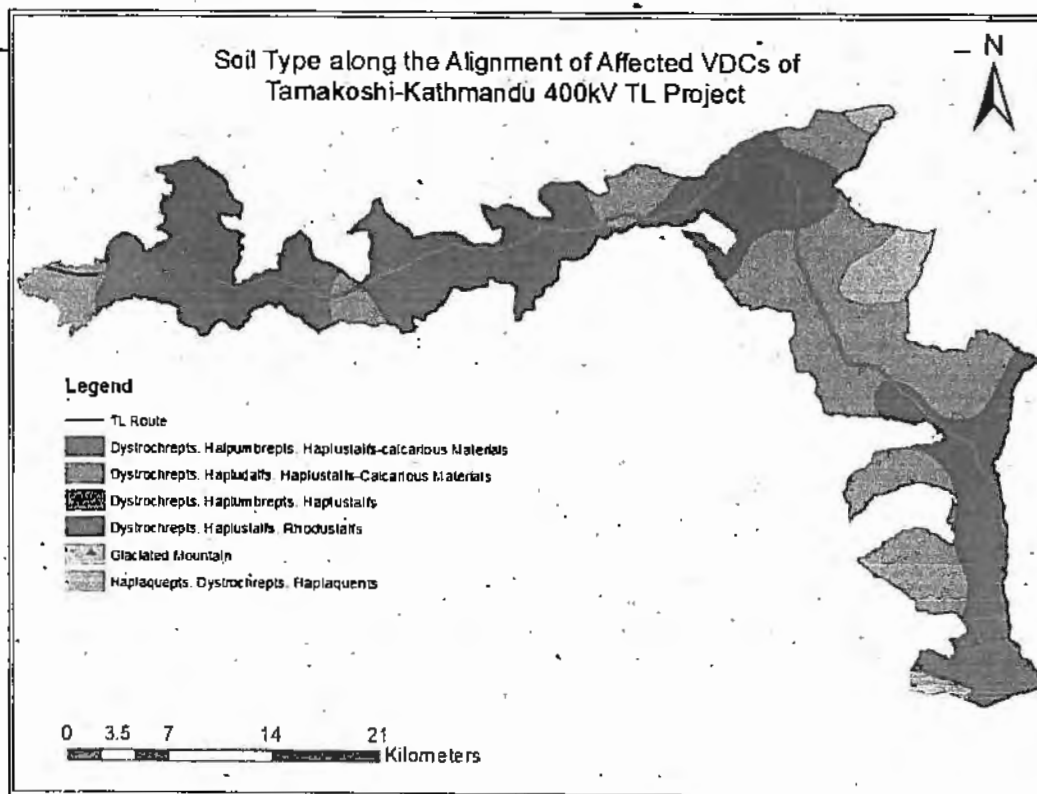 Soil Type along the Alignment of Affected VDCs of
Tamakoshi-Kathmandu 400kV TL Project
N
Legend
TL Route
Dystrochrepts, Halpumbrepts, Haplustalfs-calcarious Materials
Dystrochrepts, Hapludalfs, Haplustalfs-Calcarious Materials
Dystrochrepts, Haplumbrepts, Haplustalfs
Dystrochrepts, Haplustalfs, Rhodustalfs
Glaciated Mountain
Haplaquepts, Dystrochrepts, Haplaquents
0 3.5 7 14 21
Kilometers